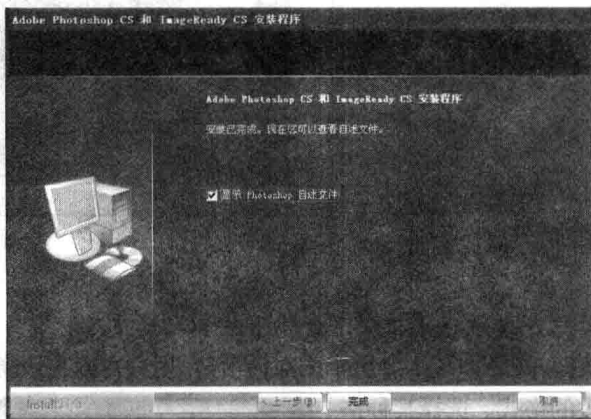 Adobe Photoshop CS 和 ImageReady CS 安装程序
Adobe Photoshop CS 和 ImageReady CS 安装程序
安装已完成。现在您可以查看自述文件。
显示 Photoshop 自述文件
< 上一步(B)
完成
取消